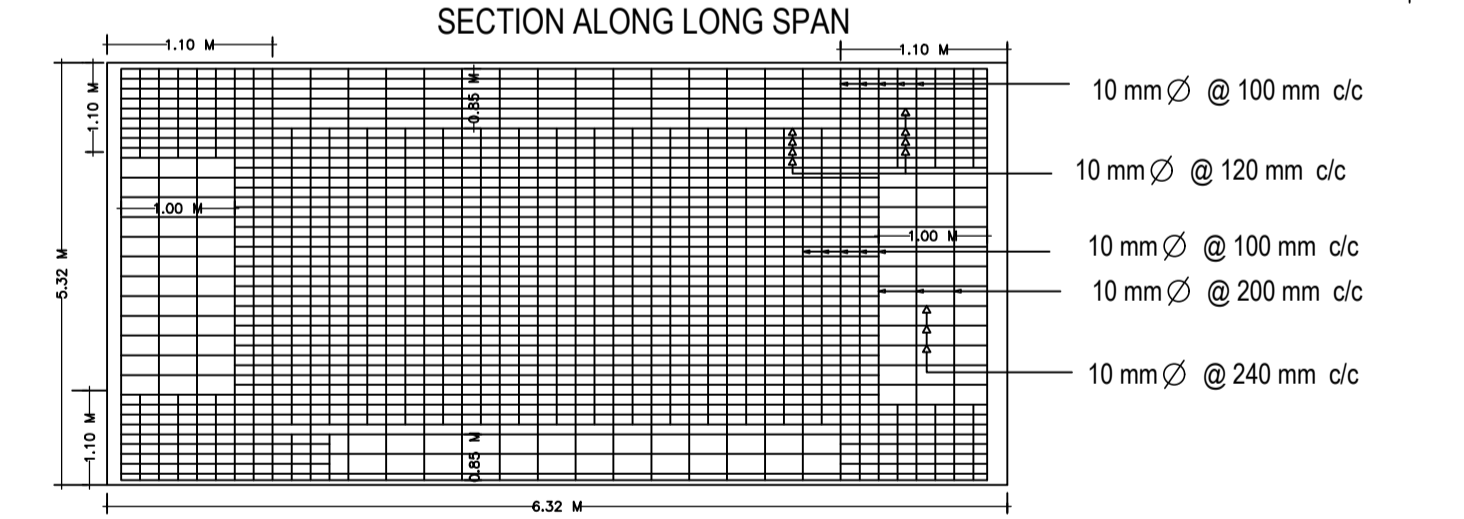 SECTION ALONG LONG SPAN
1.10 M
1.10 M
1.10 M
0.85 M
10 mm Ø @ 100 mm c/c
10 mm Ø @ 120 mm c/c
1.00 M
1.00 M
10 mm Ø @ 100 mm c/c
5.32 M
10 mm Ø @ 200 mm c/c
10 mm Ø @ 240 mm c/c
1.10 M
0.85 M
6.32 M